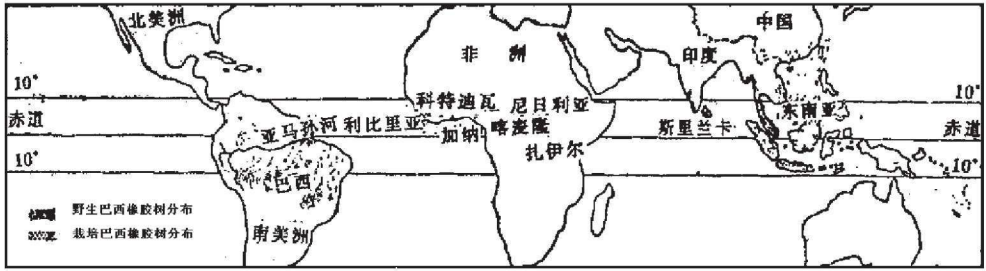 北美洲
中国
非 洲
印度
10°
10°
科特迪瓦 尼日利亚
东南亚
赤道
亚马孙河 利比里亚
加纳
喀麦隆
斯里兰卡
赤道
扎伊尔
10°
10°
巴西
野生巴西橡胶树分布
栽培巴西橡胶树分布
南美洲